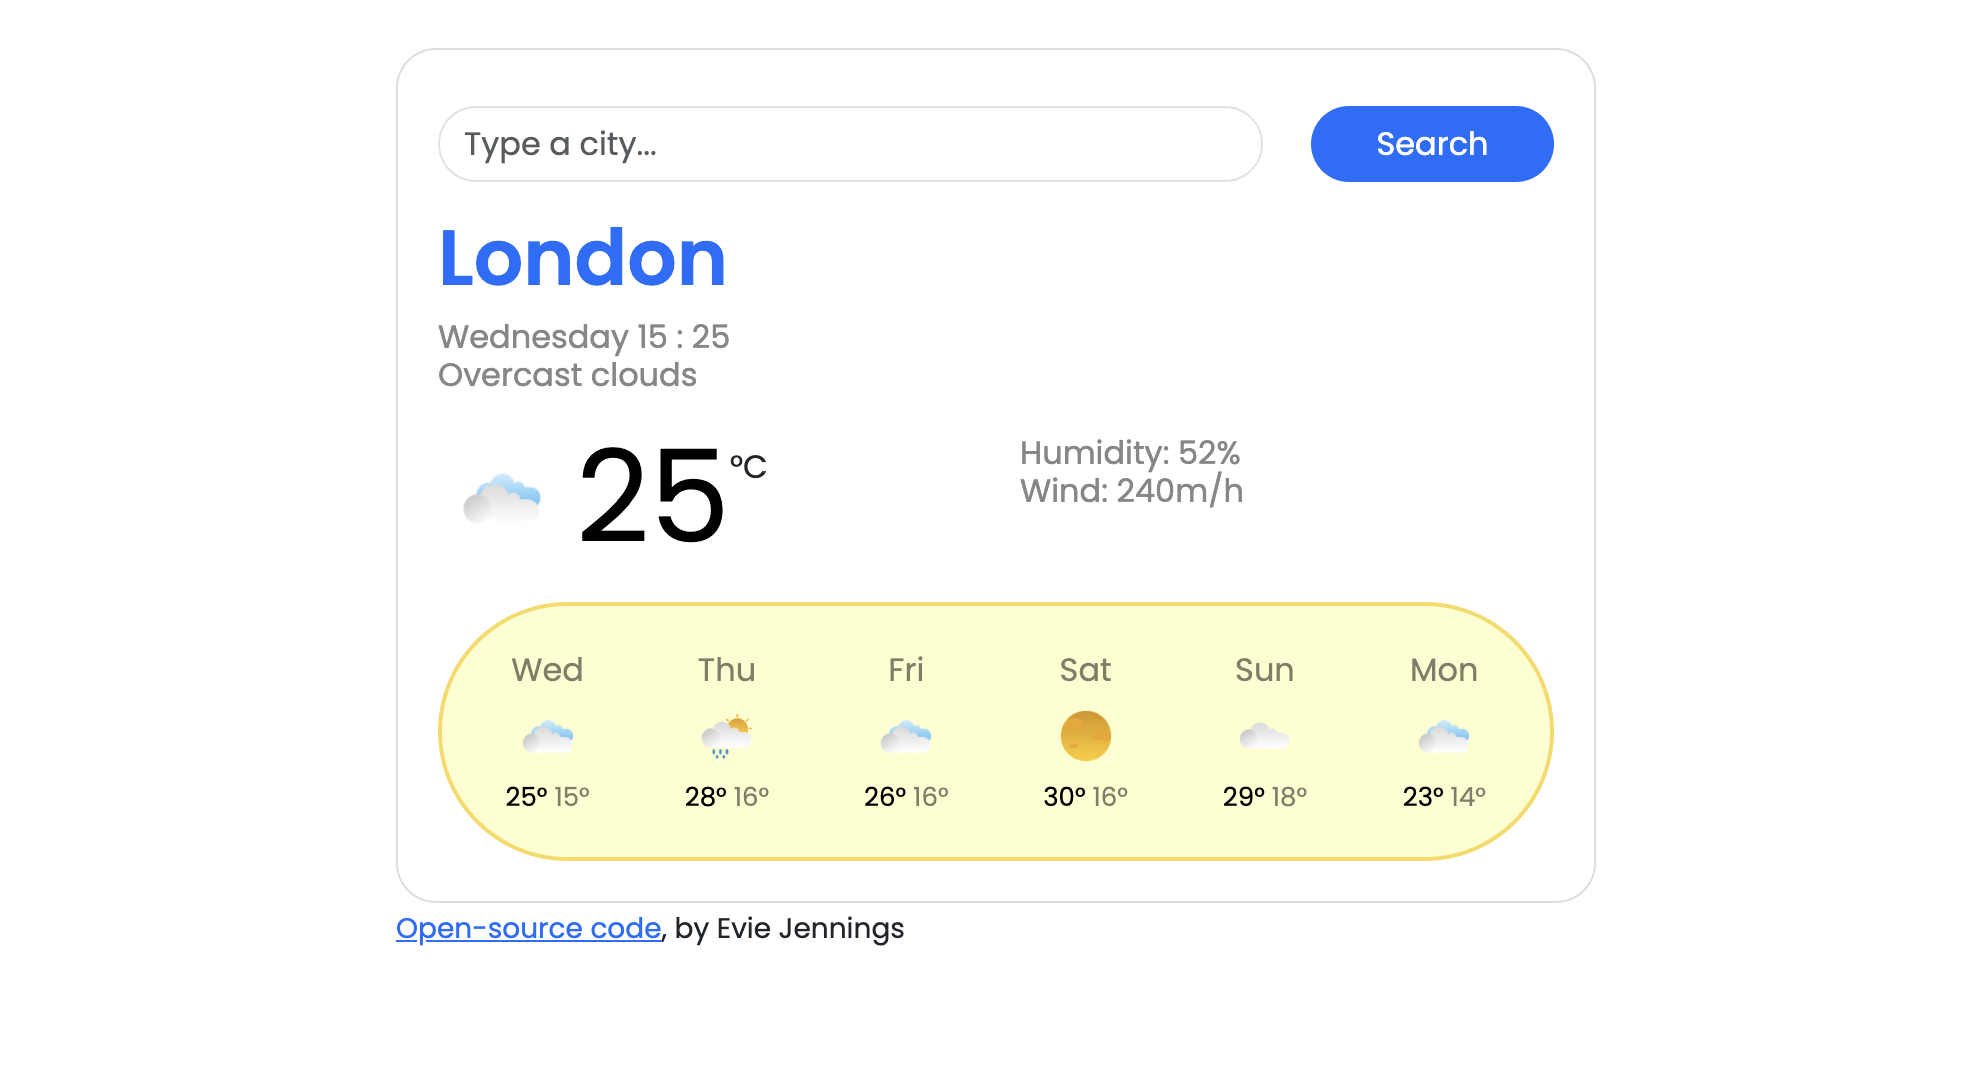 Type a city...
Search
London
Wednesday 15 : 25
Overcast clouds
25 °C
Humidity: 52%
Wind: 240m/h
Wed Thu Fri Sat Sun Mon
25° 15° 28° 16° 26° 16° 30° 16° 29° 18° 23° 14°
Open-source code, by Evie Jennings